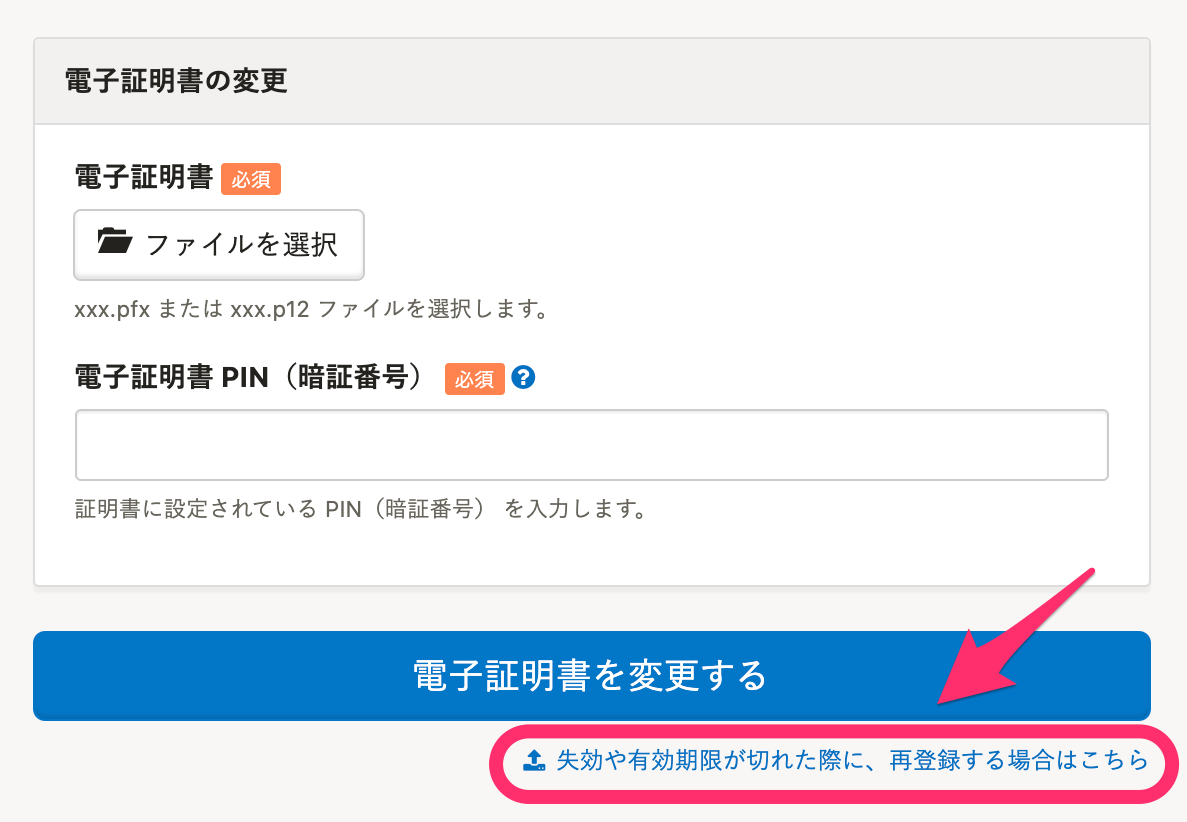 電子証明書の変更
電子証明書 必須
ファイルを選択
xxx.pfx または xxx.p12 ファイルを選択します。
電子証明書 PIN（暗証番号） 必須 ?
証明書に設定されている PIN（暗証番号） を入力します。
電子証明書を変更する
失効や有効期限が切れた際に、再登録する場合はこちら